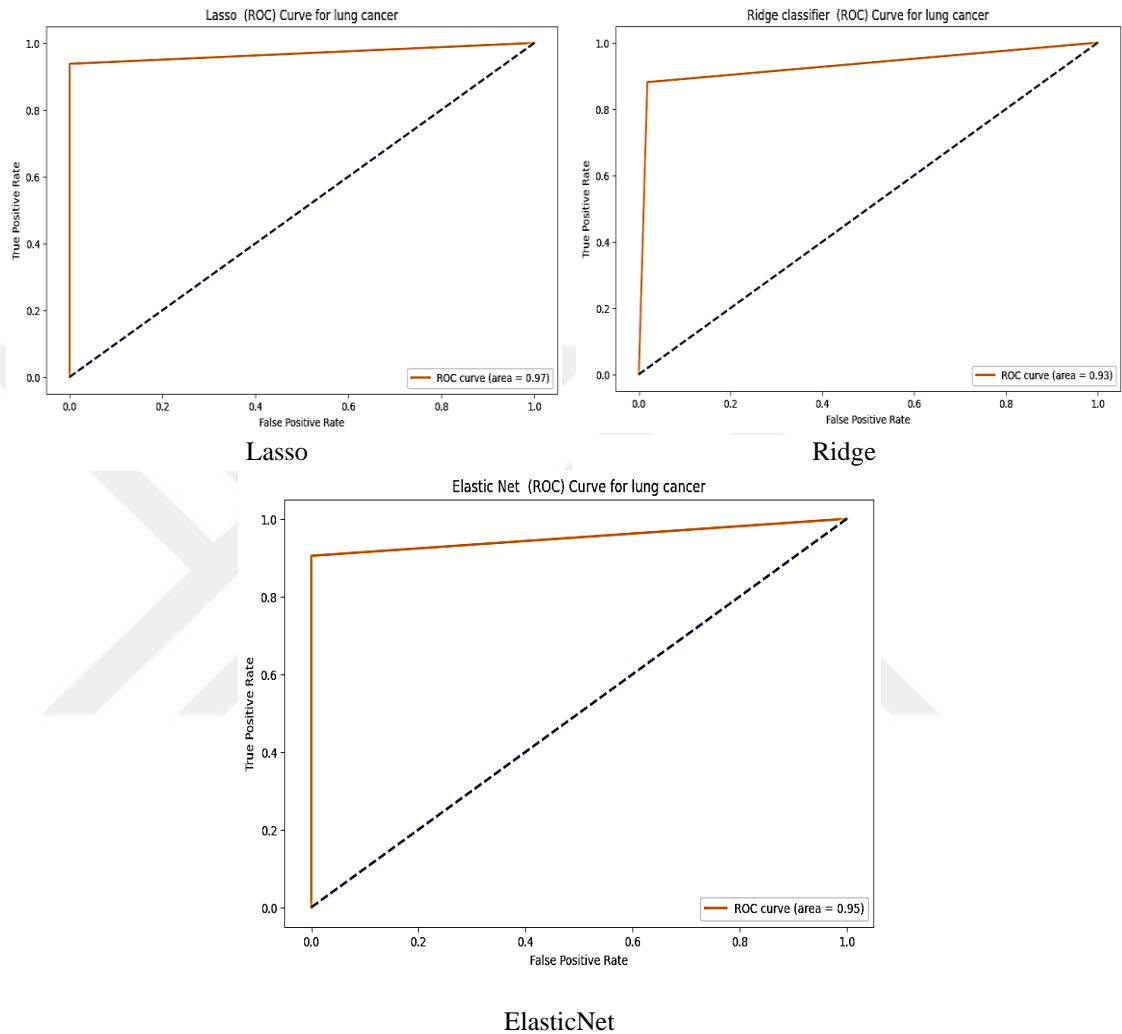 Lasso (ROC) Curve for lung cancer
True Positive Rate
1.0
0.8
0.6
0.4
0.2
0.0
0.0 0.2 0.4 0.6 0.8 1.0
False Positive Rate
ROC curve (area = 0.97)
Lasso
Ridge classifier (ROC) Curve for lung cancer
True Positive Rate
1.0
0.8
0.6
0.4
0.2
0.0
0.0 0.2 0.4 0.6 0.8 1.0
False Positive Rate
ROC curve (area = 0.93)
Ridge
Elastic Net (ROC) Curve for lung cancer
True Positive Rate
1.0
0.8
0.6
0.4
0.2
0.0
0.0 0.2 0.4 0.6 0.8 1.0
False Positive Rate
ROC curve (area = 0.95)
ElasticNet